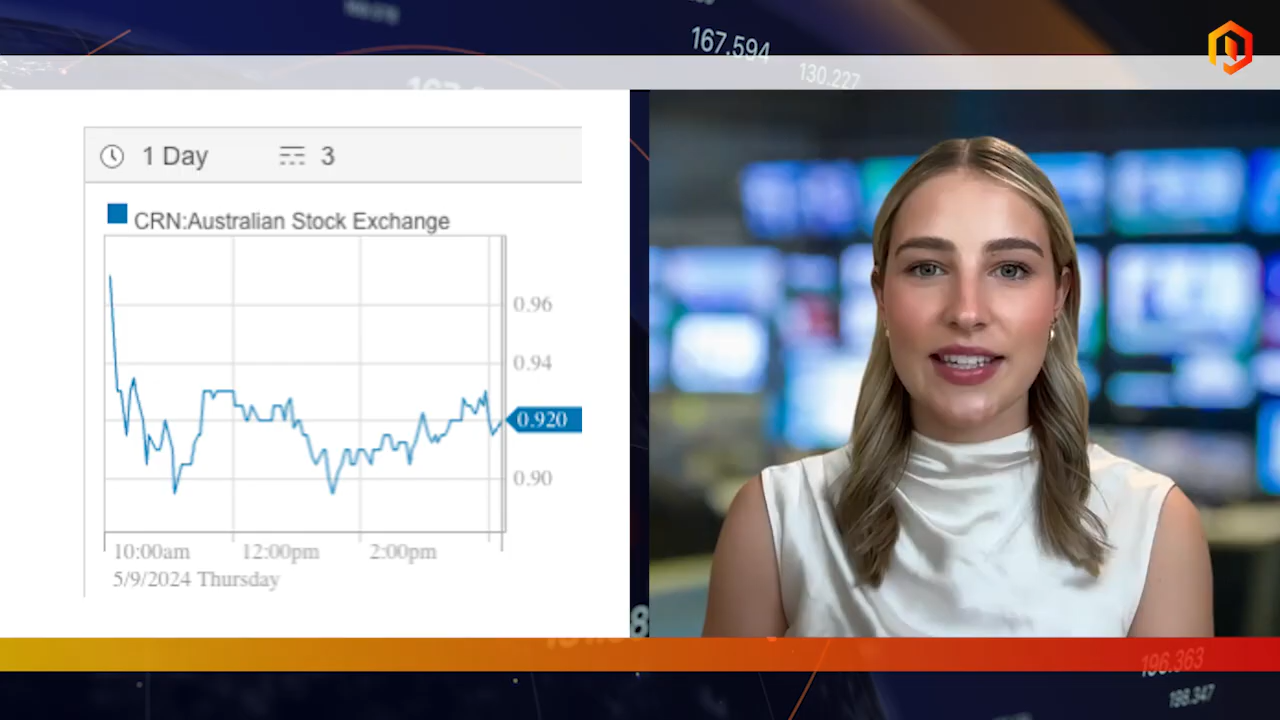 167.594
130.227
1 Day
3
CRN:Australian Stock Exchange
0.96
0.94
0.920
0.90
10:00am 12:00pm 2:00pm
5/9/2024 Thursday
196.363
198.347